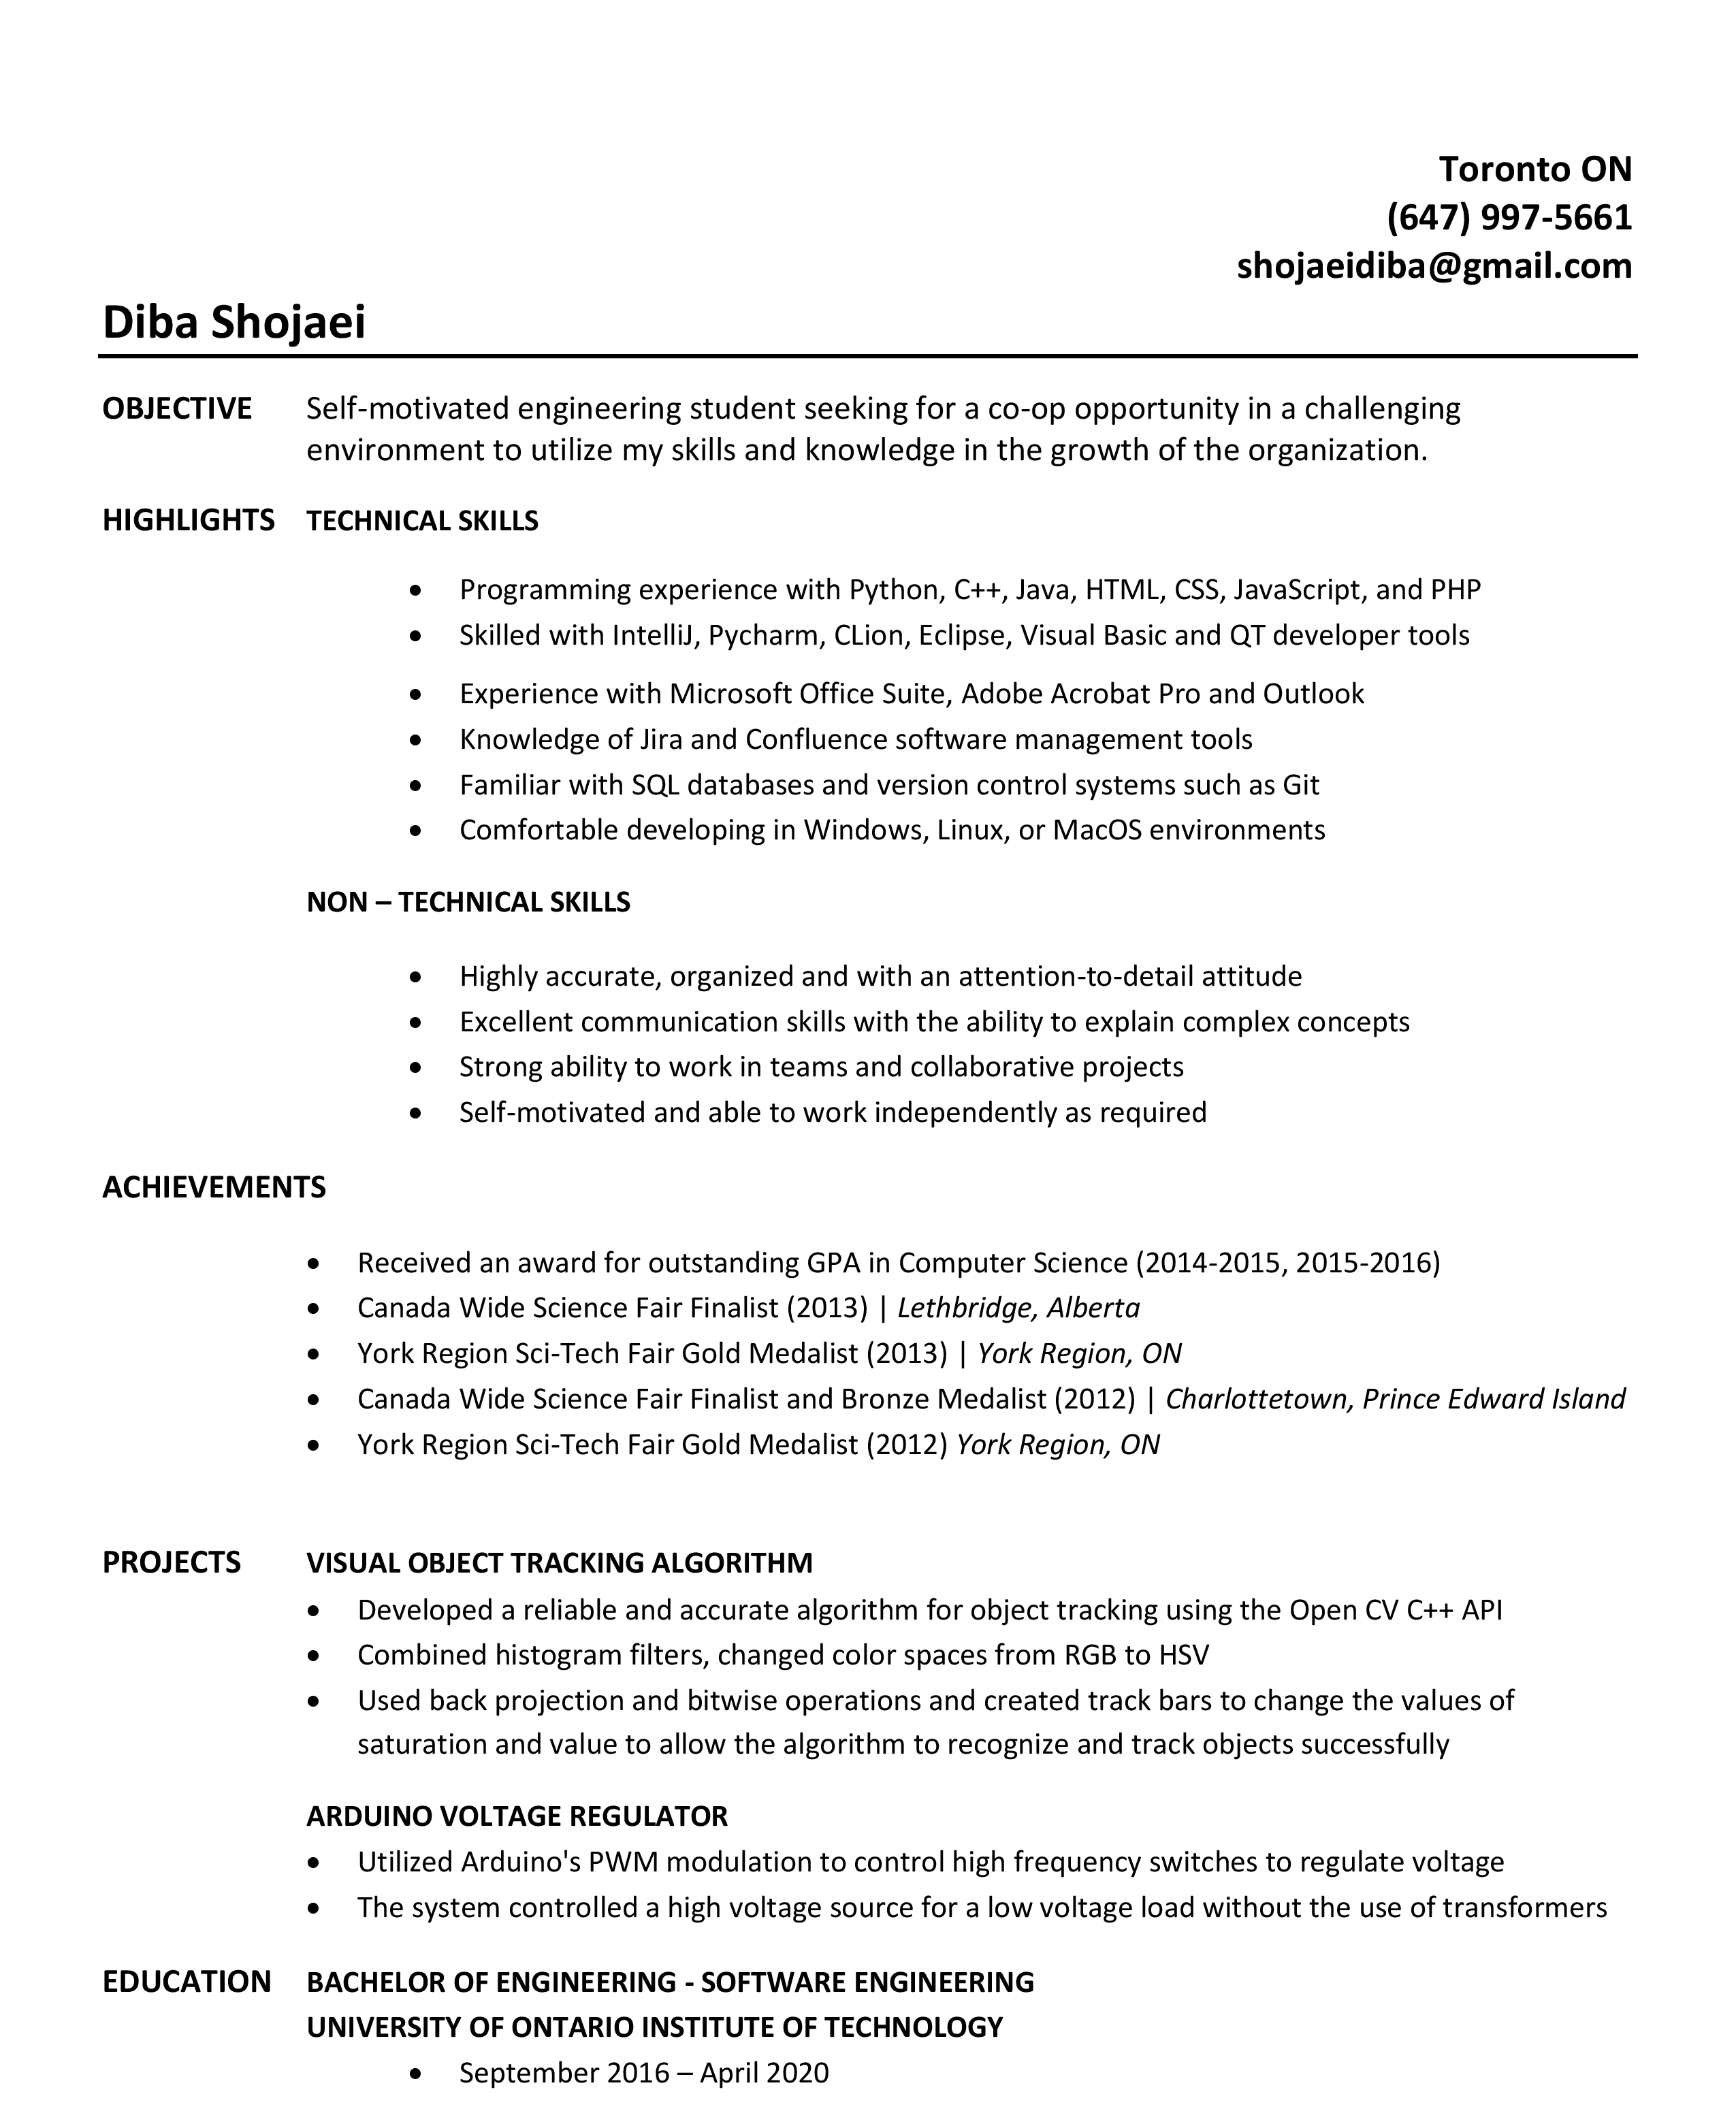 Toronto ON
(647) 997-5661
shojaeidiba@gmail.com
Diba Shojaei
OBJECTIVE Self-motivated engineering student seeking for a co-op opportunity in a challenging
environment to utilize my skills and knowledge in the growth of the organization.
HIGHLIGHTS TECHNICAL SKILLS
• Programming experience with Python, C++, Java, HTML, CSS, JavaScript, and PHP
• Skilled with IntelliJ, Pycharm, CLion, Eclipse, Visual Basic and QT developer tools
• Experience with Microsoft Office Suite, Adobe Acrobat Pro and Outlook
• Knowledge of Jira and Confluence software management tools
• Familiar with SQL databases and version control systems such as Git
• Comfortable developing in Windows, Linux, or MacOS environments
NON – TECHNICAL SKILLS
• Highly accurate, organized and with an attention-to-detail attitude
• Excellent communication skills with the ability to explain complex concepts
• Strong ability to work in teams and collaborative projects
• Self-motivated and able to work independently as required
ACHIEVEMENTS
• Received an award for outstanding GPA in Computer Science (2014-2015, 2015-2016)
• Canada Wide Science Fair Finalist (2013) | Lethbridge, Alberta
• York Region Sci-Tech Fair Gold Medalist (2013) | York Region, ON
• Canada Wide Science Fair Finalist and Bronze Medalist (2012) | Charlottetown, Prince Edward Island
• York Region Sci-Tech Fair Gold Medalist (2012) York Region, ON
PROJECTS VISUAL OBJECT TRACKING ALGORITHM
• Developed a reliable and accurate algorithm for object tracking using the Open CV C++ API
• Combined histogram filters, changed color spaces from RGB to HSV
• Used back projection and bitwise operations and created track bars to change the values of
saturation and value to allow the algorithm to recognize and track objects successfully
ARDUINO VOLTAGE REGULATOR
• Utilized Arduino's PWM modulation to control high frequency switches to regulate voltage
• The system controlled a high voltage source for a low voltage load without the use of transformers
EDUCATION BACHELOR OF ENGINEERING - SOFTWARE ENGINEERING
UNIVERSITY OF ONTARIO INSTITUTE OF TECHNOLOGY
• September 2016 – April 2020